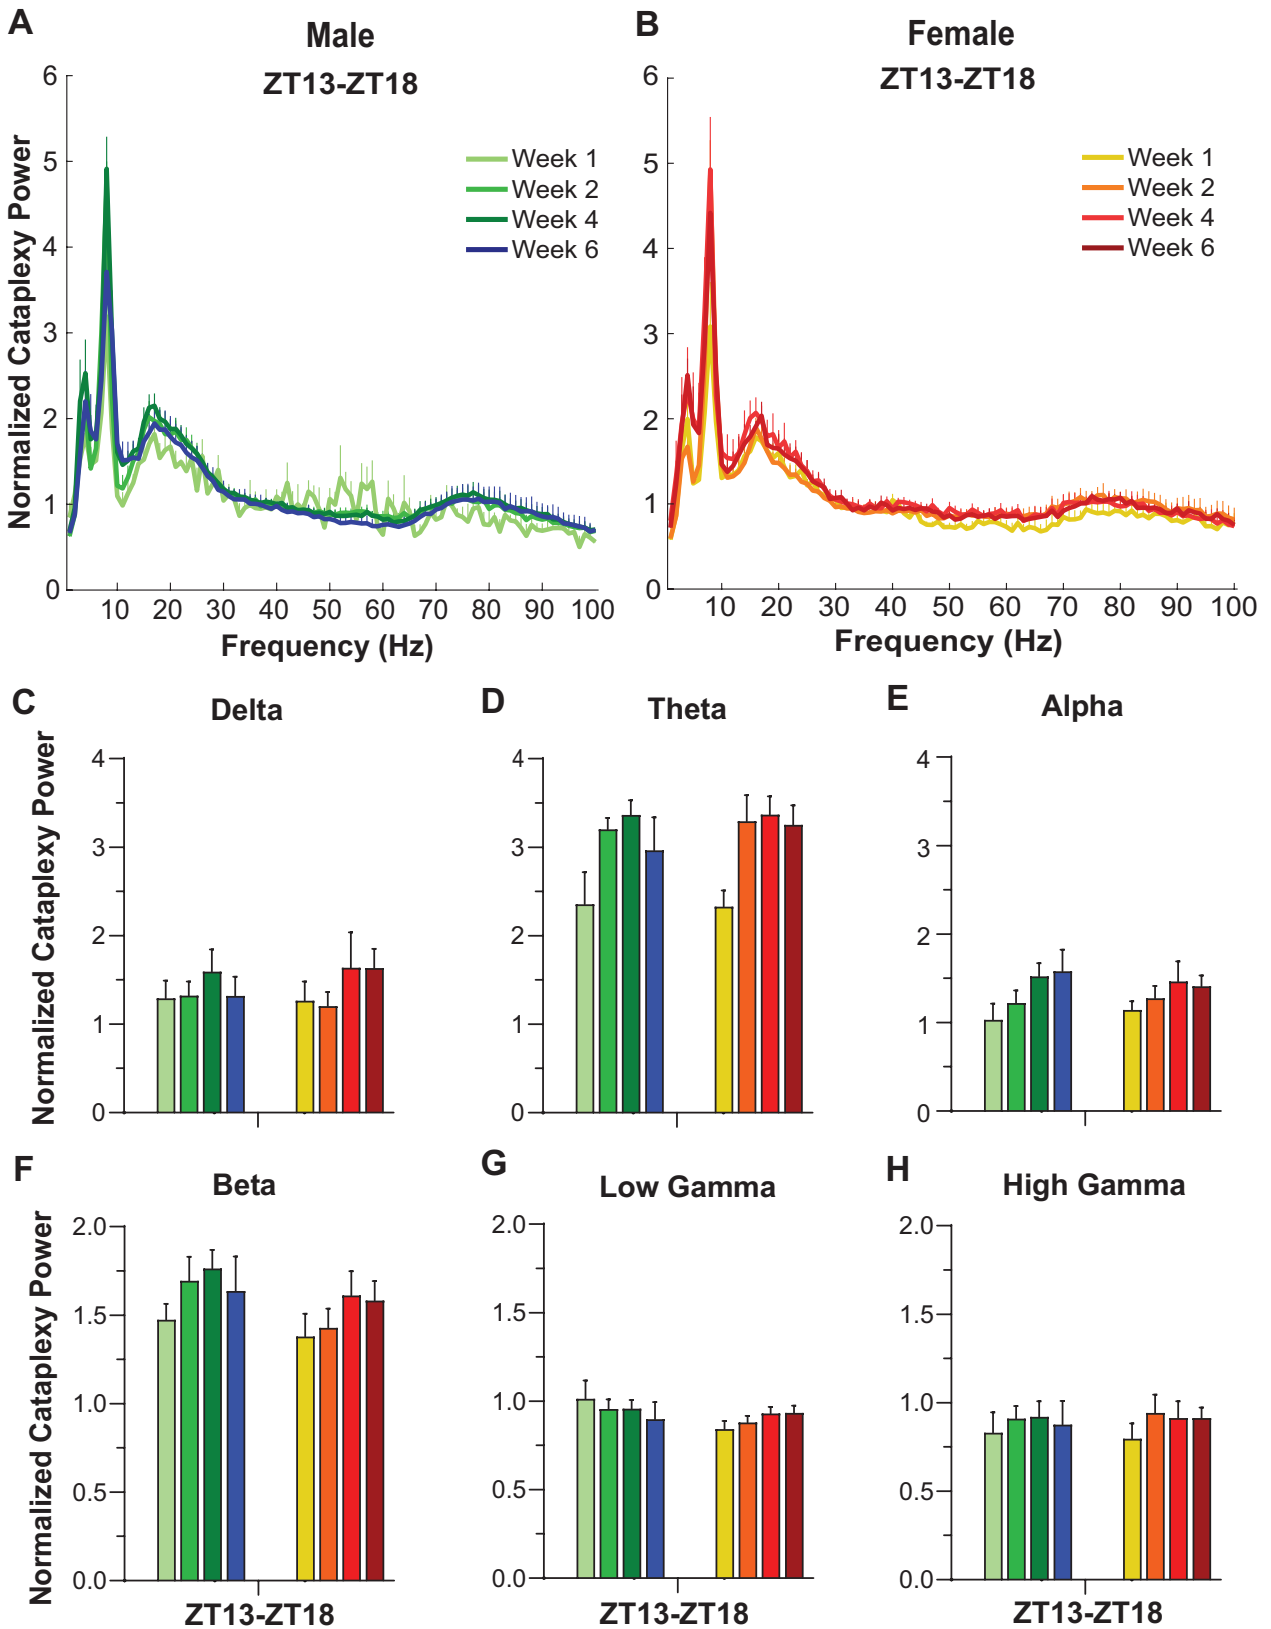 A
Male
ZT13-ZT18
Normalized Cataplexy Power
6
5
4
3
2
1
0
Week 1
Week 2
Week 4
Week 6
10 20 30 40 50 60 70 80 90 100
Frequency (Hz)
B
Female
ZT13-ZT18
6
5
4
3
2
1
0
Week 1
Week 2
Week 4
Week 6
10 20 30 40 50 60 70 80 90 100
Frequency (Hz)
C
Delta
Normalized Cataplexy Power
4
3
2
1
0
D
Theta
4
3
2
1
0
E
Alpha
4
3
2
1
0
F
Beta
Normalized Cataplexy Power
2.0
1.5
1.0
0.5
0.0
ZT13-ZT18
G
Low Gamma
2.0
1.5
1.0
0.5
0.0
ZT13-ZT18
H
High Gamma
2.0
1.5
1.0
0.5
0.0
ZT13-ZT18